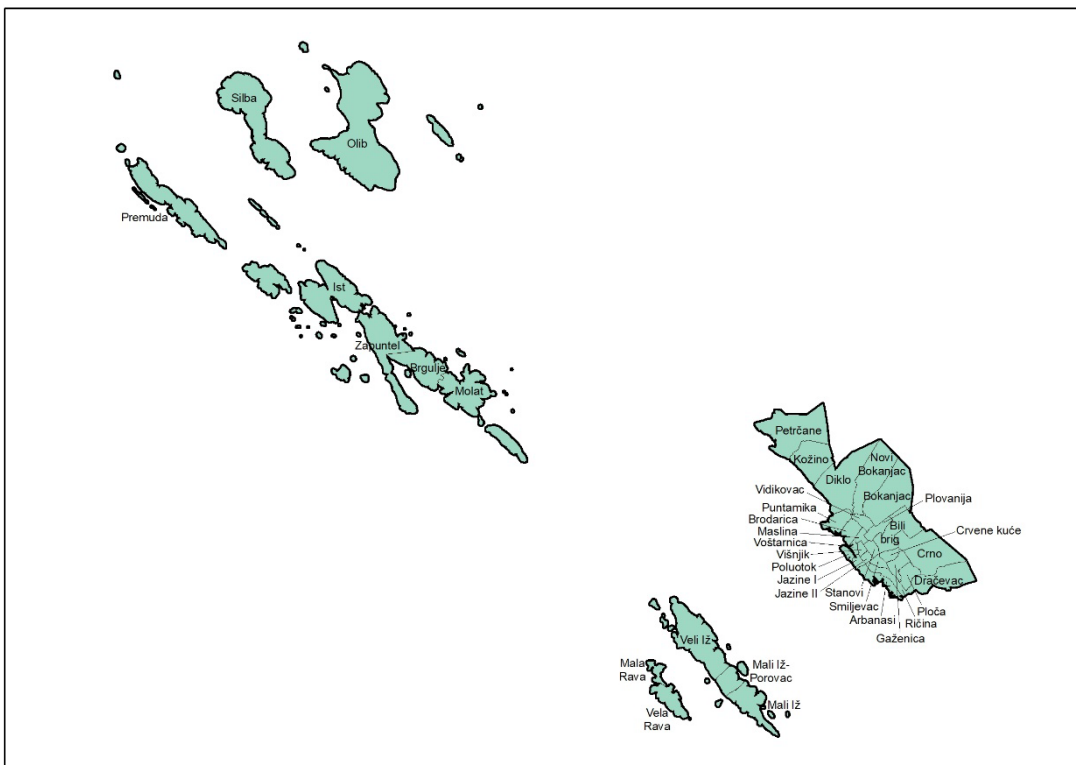 Silba
Olib
Premuda
Ist
Zapuntel
Brgulje
Molat
Petrčane
Kožino
Diklo
Novi
Bokanjac
Bokanjac
Vidikovac
Plovanija
Puntamika
Brodarica
Maslina
Voštarnica
Višnjik
Poluotok
Jazine I
Jazine II
Bili
brig
Crvene kuće
Crno
Dračevac
Stanovi
Smiljevac
Arbanasi
Gaženica
Ričina
Ploča
Veli Iž
Mali Iž-
Porovac
Mali Iž
Mala
Rava
Vela
Rava